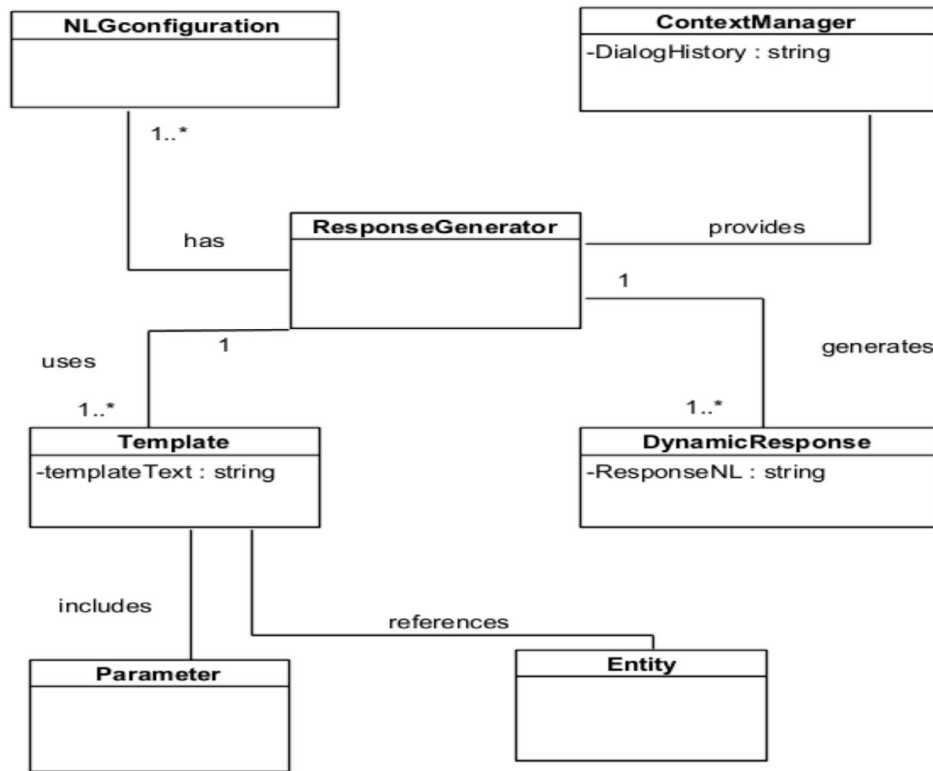 NLGconfiguration
ContextManager
-DialogHistory : string
1..*
has
ResponseGenerator
provides
1
1
uses
generates
1..*
1..*
Template
-templateText : string
DynamicResponse
-ResponseNL : string
includes
references
Parameter
Entity